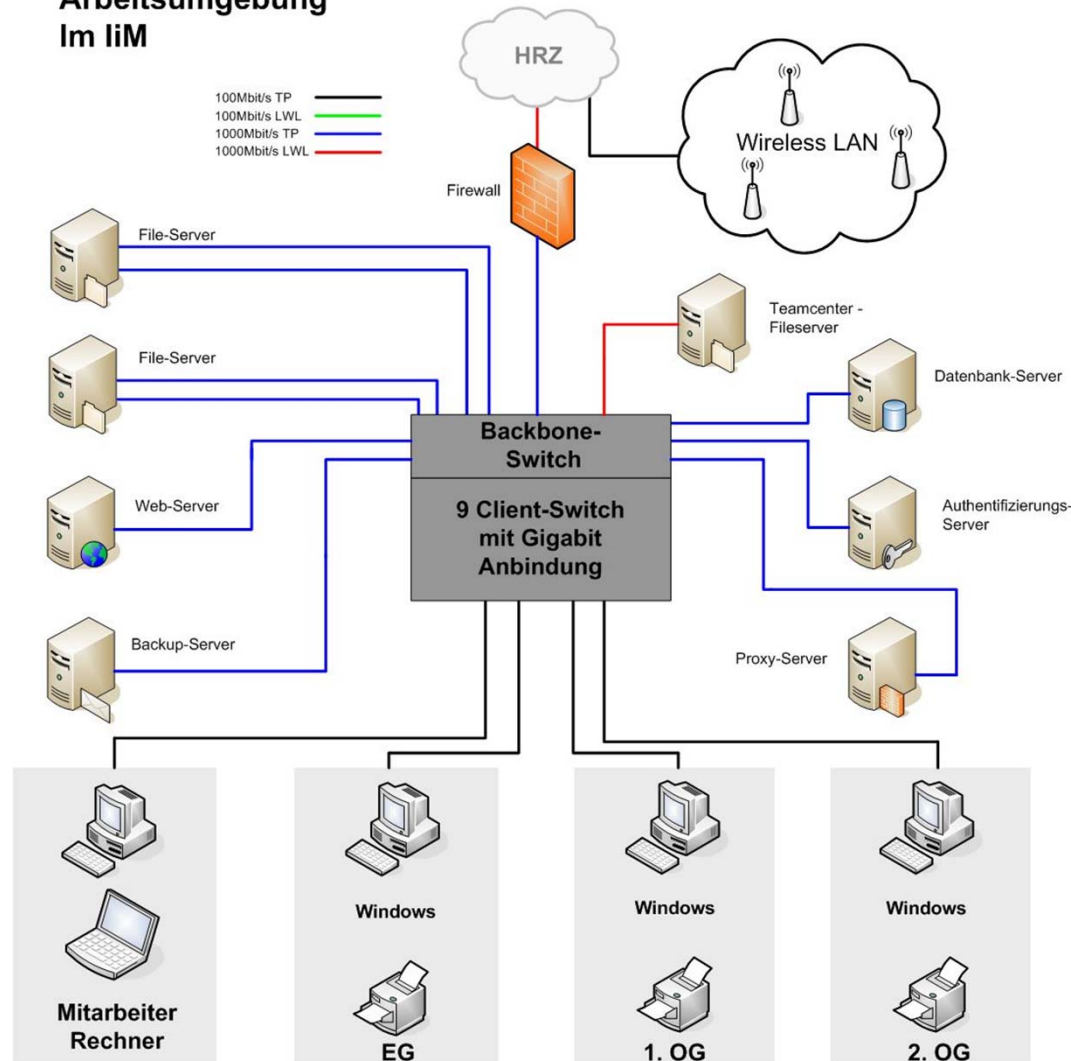 Arbeitsumgebung
Im IiM
HRZ
100Mbit/s TP
100Mbit/s LWL
1000Mbit/s TP
1000Mbit/s LWL
Wireless LAN
Firewall
File-Server
Teamcenter -
Fileserver
File-Server
Datenbank-Server
Backbone-
Switch
Web-Server
9 Client-Switch
mit Gigabit
Anbindung
Authentifizierungs-
Server
Backup-Server
Proxy-Server
Mitarbeiter
Rechner
Windows
EG
Windows
1. OG
Windows
2. OG